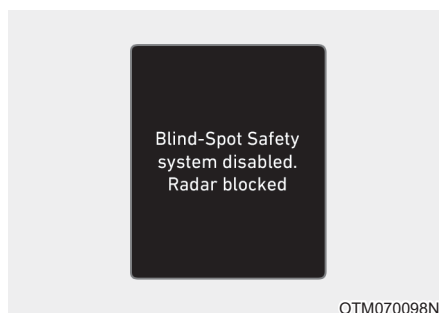 Blind-Spot Safety
system disabled.
Radar blocked
OTM070098N